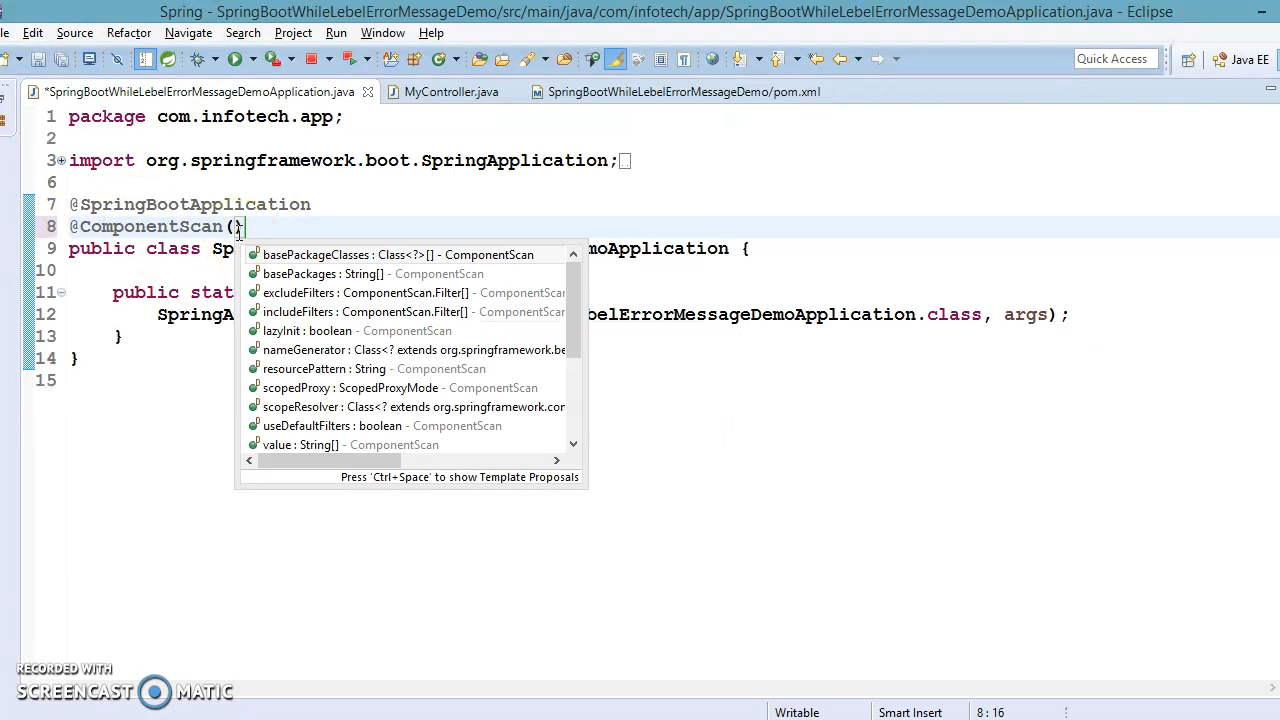 Spring - SpringBootWhileLebelErrorMessageDemo/src/main/java/com/infotech/app/SpringBootWhileLebelErrorMessageDemoApplication.java - Eclipse
Edit Source Refactor Navigate Search Project Run Window Help
Quick Access
Java EE
*SpringBootWhileLebelErrorMessageDemoApplication.java
MyController.java
SpringBootWhileLebelErrorMessageDemo/pom.xml
1 package com.infotech.app;
2
3 import org.springframework.boot.SpringApplication;
6
7 @SpringBootApplication
8 @ComponentScan()
9 public class Sp moApplication {
10
11 public stat
12 SpringA belErrorMessageDemoApplication.class, args);
13 }
14 }
15
basePackageClasses : Class<?>[] - ComponentScan
basePackages : String[] - ComponentScan
excludeFilters : ComponentScan.Filter[] - ComponentScan
includeFilters : ComponentScan.Filter[] - ComponentScan
lazyInit : boolean - ComponentScan
nameGenerator : Class<? extends org.springframework.be
resourcePattern : String - ComponentScan
scopedProxy : ScopedProxyMode - ComponentScan
scopeResolver : Class<? extends org.springframework.con
useDefaultFilters : boolean - ComponentScan
value : String[] - ComponentScan
Press 'Ctrl+Space' to show Template Proposals
RECORDED WITH
SCREENCAST MATIC
Writable Smart Insert 8 : 16